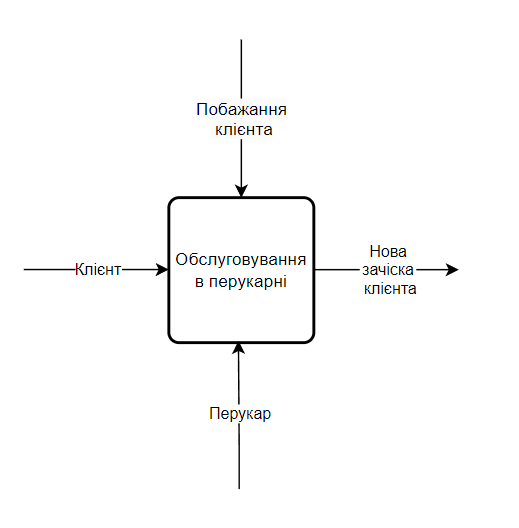 Побажання
клієнта
Клієнт
Обслуговування
в перукарні
Нова
зачіска
клієнта
Перукар